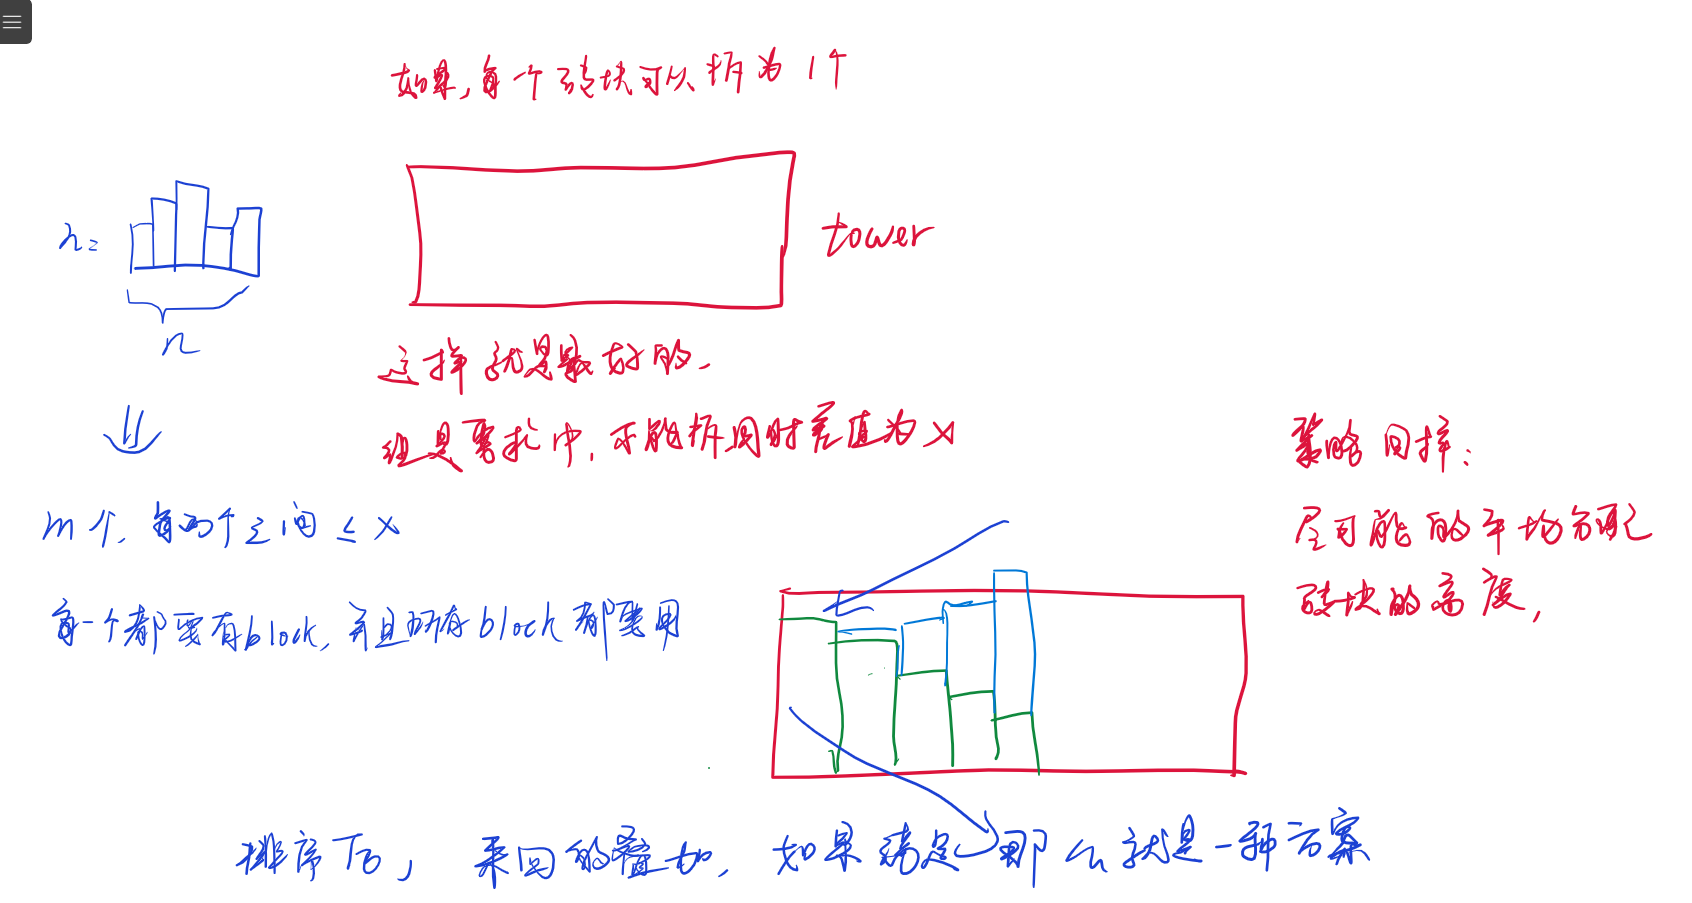 如果，每个砖块可以拆为1个
h=
tower
n
这样就是最好的.
但是要求中，不能拆同时差值为x
策略同样:
m个.每两个之间≤x
尽可能的平均分配
每一个都要有block,并且所有block都要用
砖块的高度，
排序后，来回的叠加，如果满足 那么就是一种方案